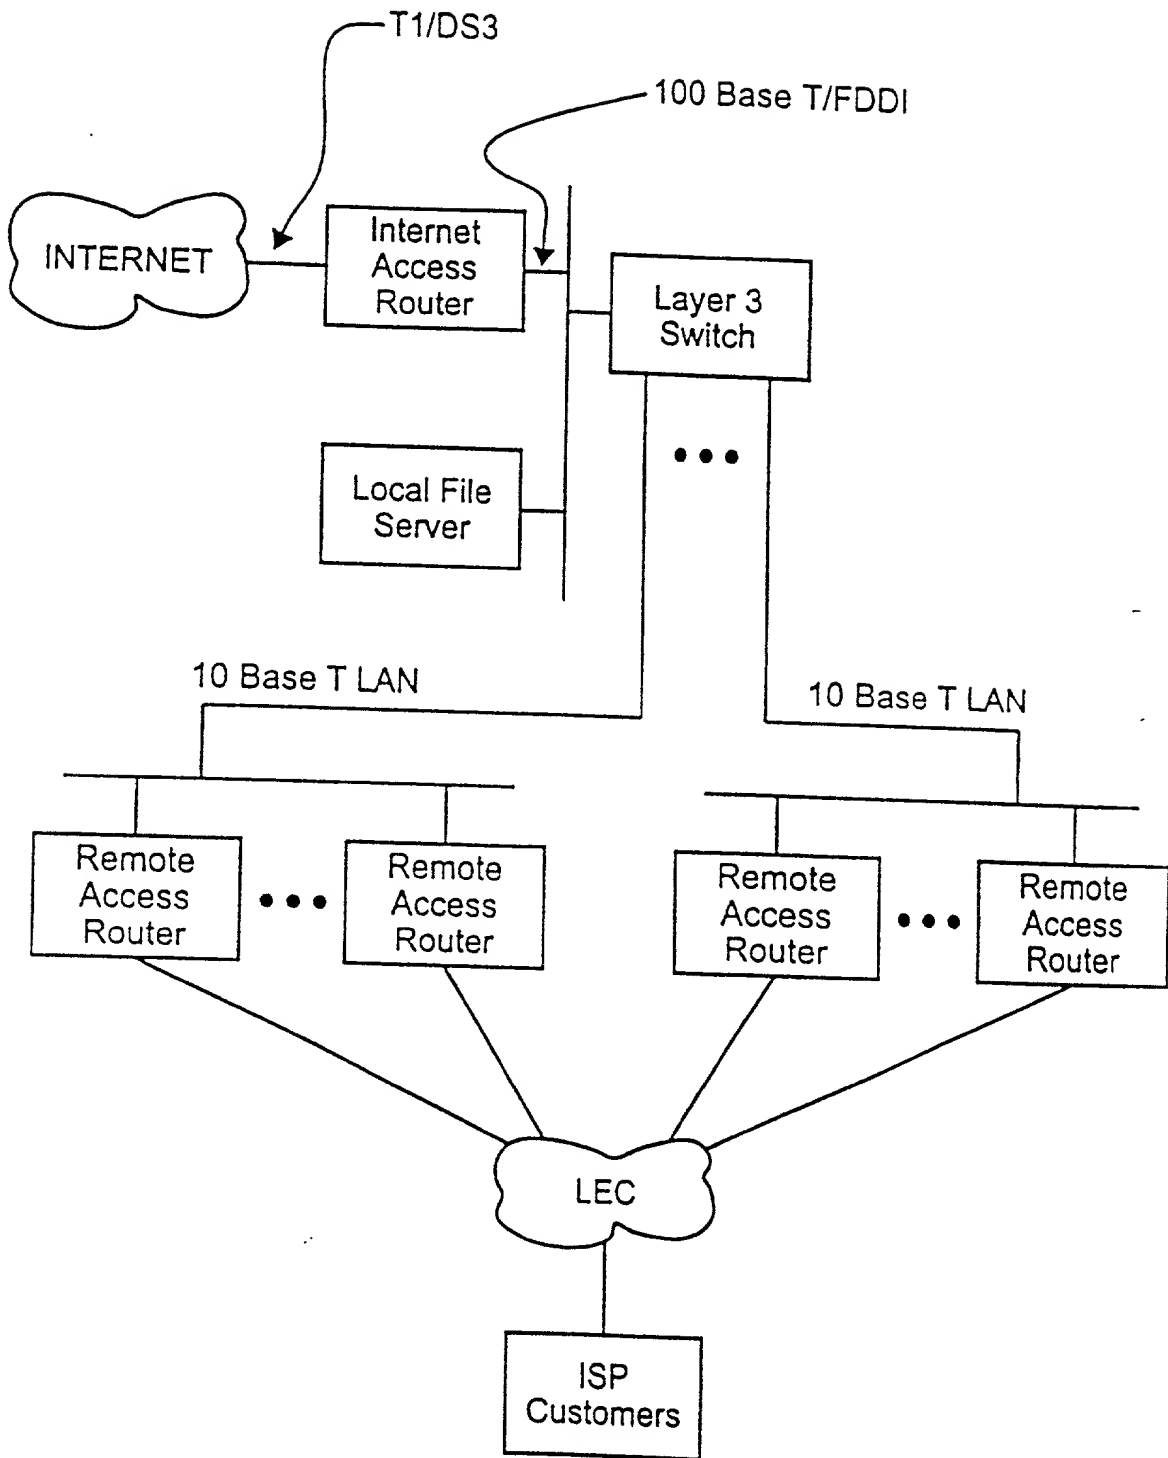 T1/DS3
100 Base T/FDDI
INTERNET
Internet
Access
Router
Layer 3
Switch
Local File
Server
10 Base T LAN
10 Base T LAN
Remote
Access
Router
Remote
Access
Router
Remote
Access
Router
Remote
Access
Router
LEC
ISP
Customers